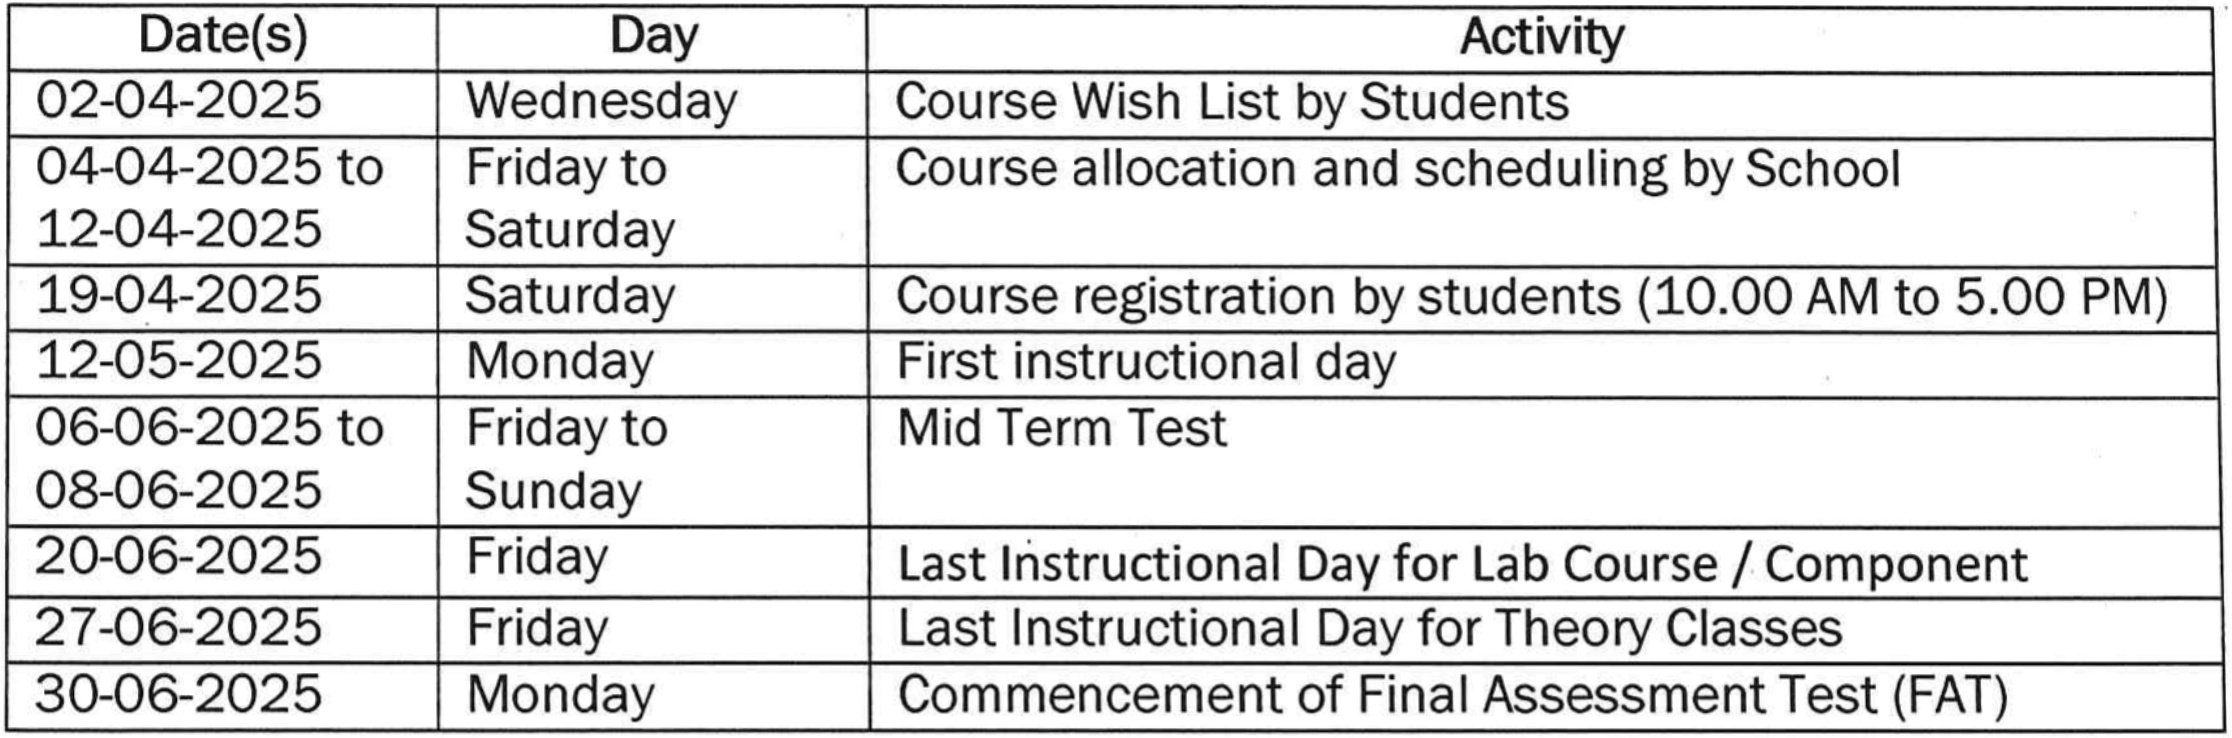 Date(s) Day Activity
02-04-2025 Wednesday Course Wish List by Students
04-04-2025 to Friday to Course allocation and scheduling by School
12-04-2025 Saturday
19-04-2025 Saturday Course registration by students (10.00 AM to 5.00 PM)
12-05-2025 Monday First instructional day
06-06-2025 to Friday to Mid Term Test
08-06-2025 Sunday
20-06-2025 Friday Last Instructional Day for Lab Course / Component
27-06-2025 Friday Last Instructional Day for Theory Classes
30-06-2025 Monday Commencement of Final Assessment Test (FAT)